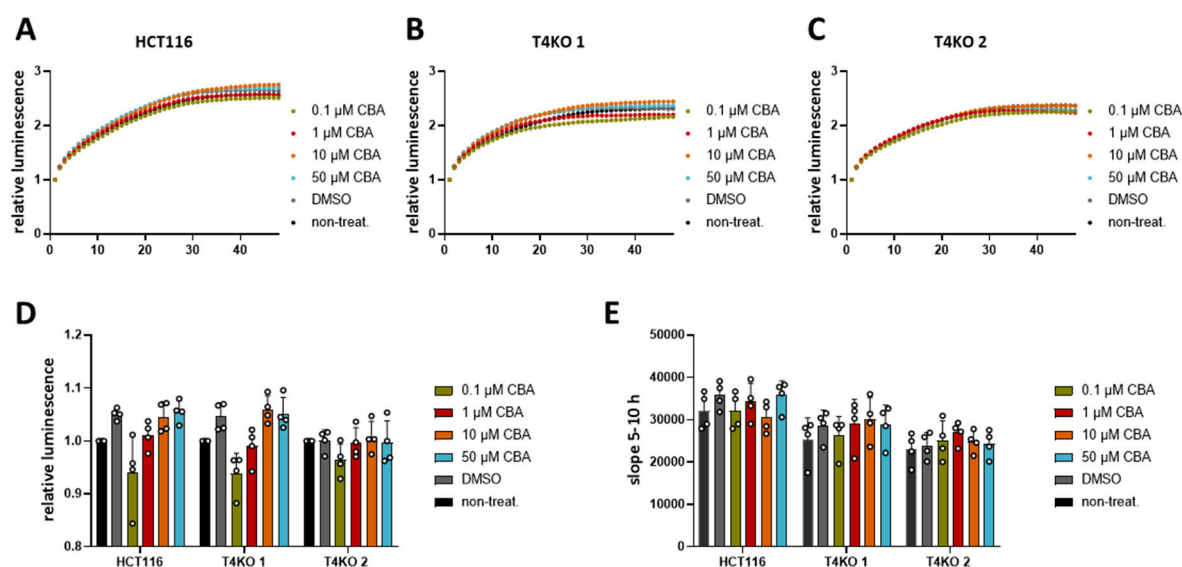 A
HCT116
relative luminescence
3
2
1
0
0
10
20
30
40
0.1 µM CBA
1 µM CBA
10 µM CBA
50 µM CBA
DMSO
non-treat.
B
T4KO 1
relative luminescence
3
2
1
0
0
10
20
30
40
0.1 µM CBA
1 µM CBA
10 µM CBA
50 µM CBA
DMSO
non-treat.
C
T4KO 2
relative luminescence
3
2
1
0
0
10
20
30
40
0.1 µM CBA
1 µM CBA
10 µM CBA
50 µM CBA
DMSO
non-treat.
D
relative luminescence
1.2
1.1
1.0
0.9
0.8
HCT116
T4KO 1
T4KO 2
0.1 µM CBA
1 µM CBA
10 µM CBA
50 µM CBA
DMSO
non-treat.
E
slope 5-10 h
50000
40000
30000
20000
10000
0
HCT116
T4KO 1
T4KO 2
0.1 µM CBA
1 µM CBA
10 µM CBA
50 µM CBA
DMSO
non-treat.